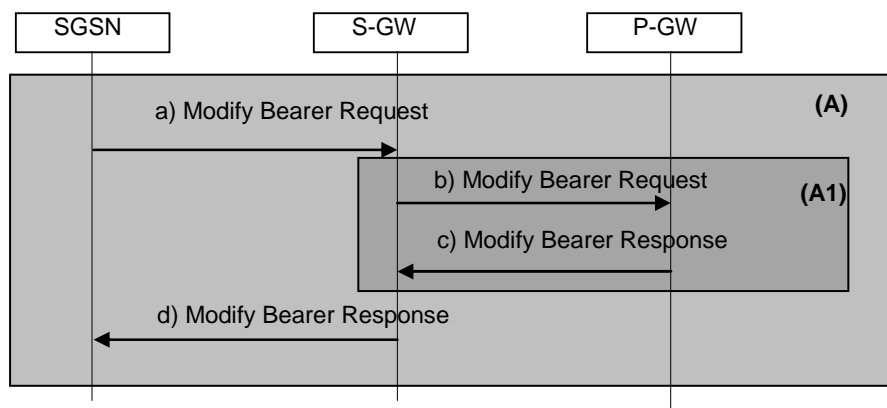 SGSN
S-GW
P-GW
(A)
a) Modify Bearer Request
b) Modify Bearer Request
(A1)
c) Modify Bearer Response
d) Modify Bearer Response